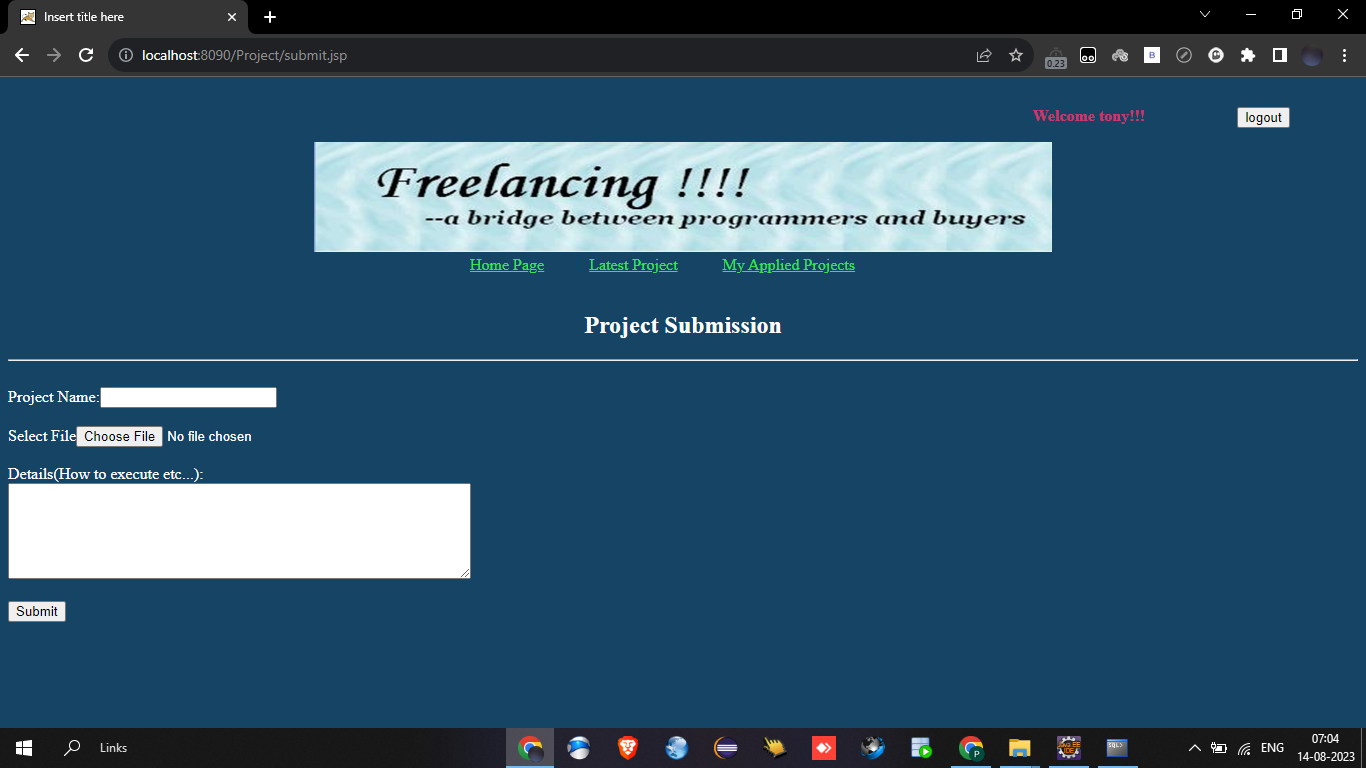 Insert title here
localhost:8090/Project/submit.jsp
0.23
B
Welcome tony!!!
logout
Freelancing !!!!
--a bridge between programmers and buyers
Home Page Latest Project My Applied Projects
Project Submission
Project Name:
Select File Choose File No file chosen
Details(How to execute etc...):
Submit
Links
P
SQL>
ENG
07:04
14-08-2023